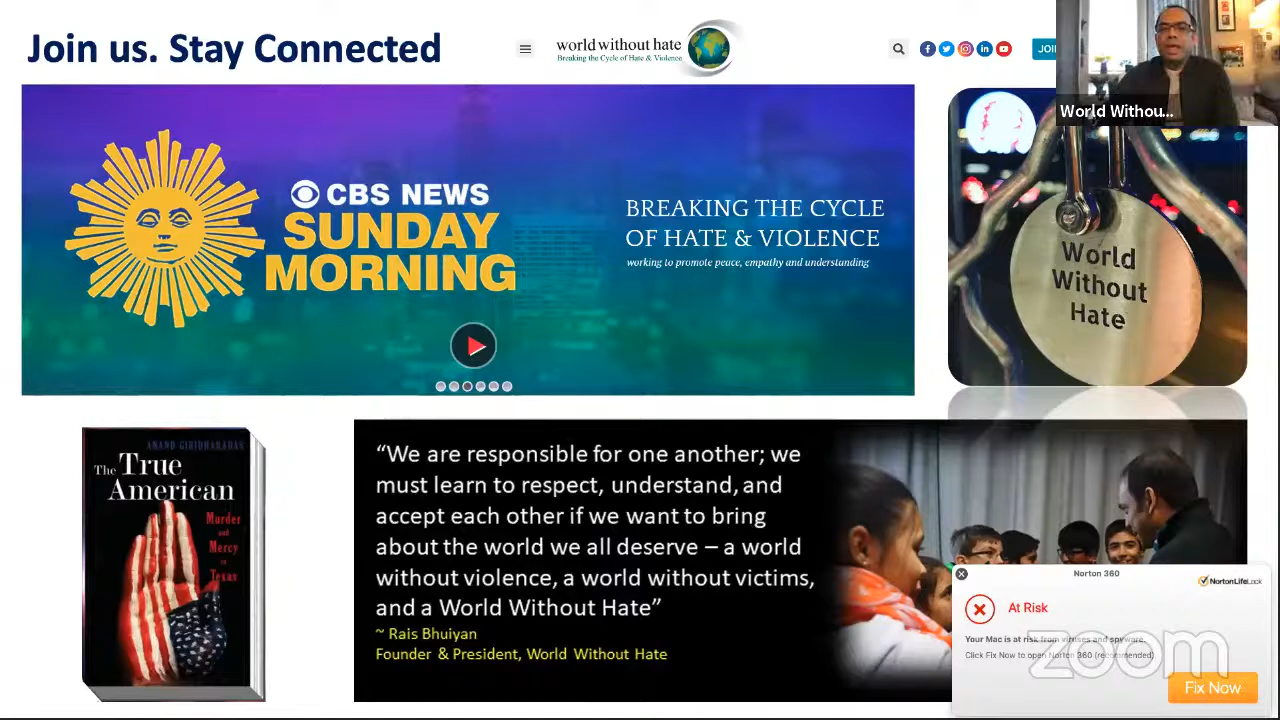 Join us. Stay Connected
world without hate
Breaking the Cycle of Hate & Violence
JOI
World Withou...
CBS NEWS
SUNDAY
MORNING
BREAKING THE CYCLE
OF HATE & VIOLENCE
working to promote peace, empathy and understanding
World
Without
Hate
ANAND GIRIDHARADAS
The True
American
Murder
and
Mercy
in
Texas
“We are responsible for one another; we
must learn to respect, understand, and
accept each other if we want to bring
about the world we all deserve – a world
without violence, a world without victims,
and a World Without Hate”
~ Rais Bhuiyan
Founder & President, World Without Hate
Norton 360
NortonLifeLock
At Risk
Your Mac is at risk from viruses and spyware.
Click Fix Now to open Norton 360 (recommended)
zoom
Fix Now